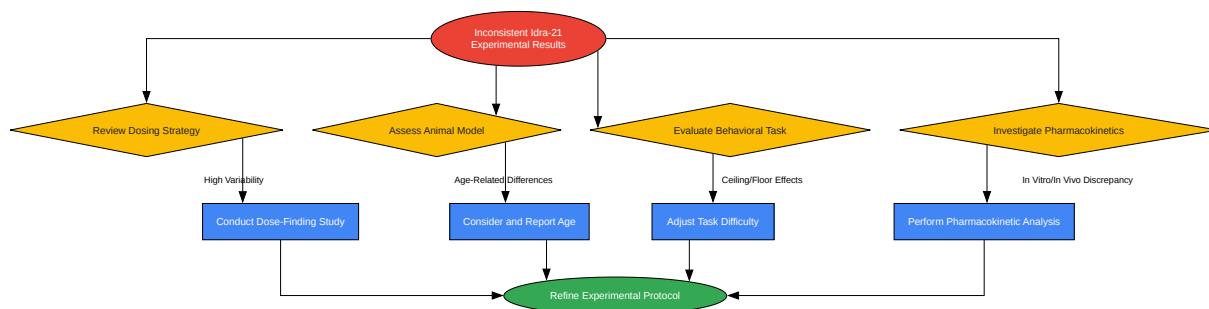 Inconsistent Idra-21
Experimental Results
Review Dosing Strategy
Assess Animal Model
Evaluate Behavioral Task
Investigate Pharmacokinetics
High Variability
Age-Related Differences
Ceiling/Floor Effects
In Vitro/In Vivo Discrepancy
Conduct Dose-Finding Study
Consider and Report Age
Adjust Task Difficulty
Perform Pharmacokinetic Analysis
Refine Experimental Protocol